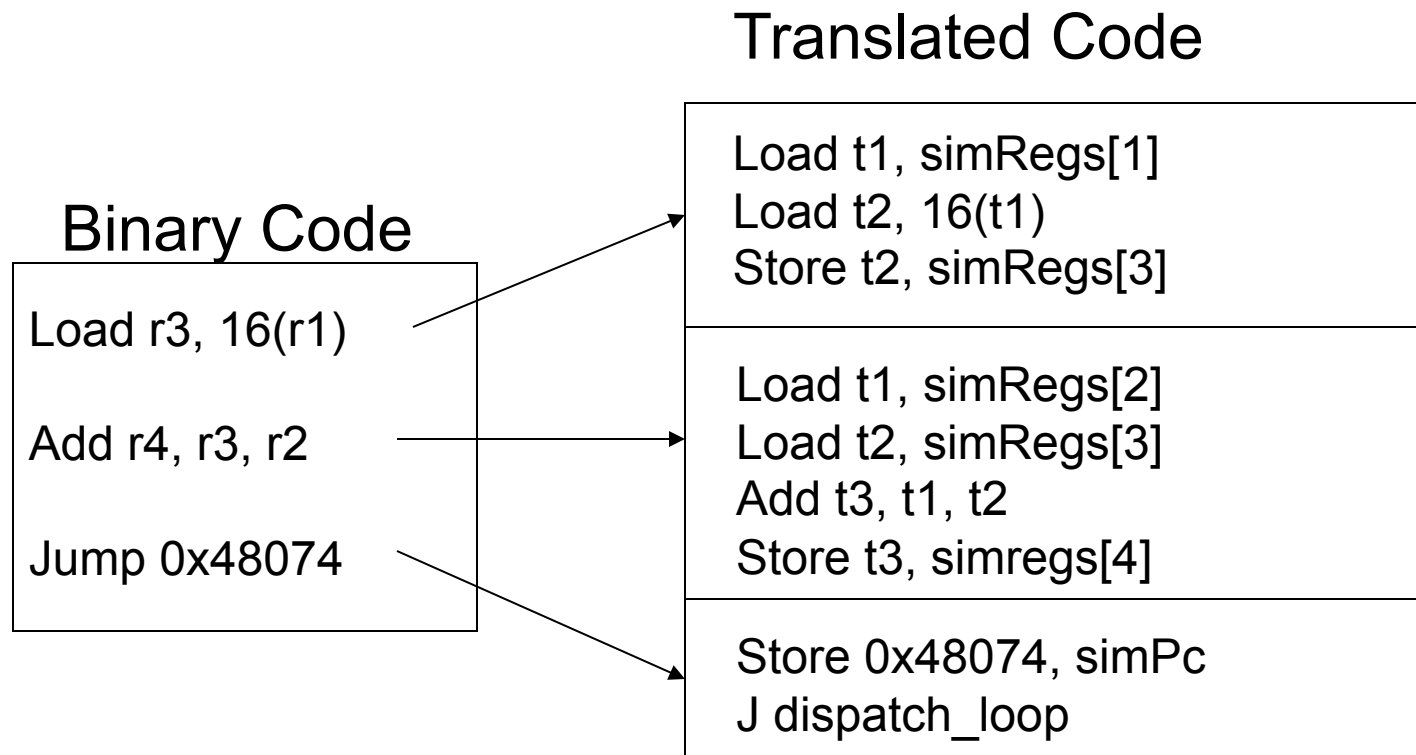 Translated Code
Binary Code
Load r3, 16(r1)
Add r4, r3, r2
Jump 0x48074
Load t1, simRegs[1]
Load t2, 16(t1)
Store t2, simRegs[3]
Load t1, simRegs[2]
Load t2, simRegs[3]
Add t3, t1, t2
Store t3, simregs[4]
Store 0x48074, simPc
J dispatch_loop